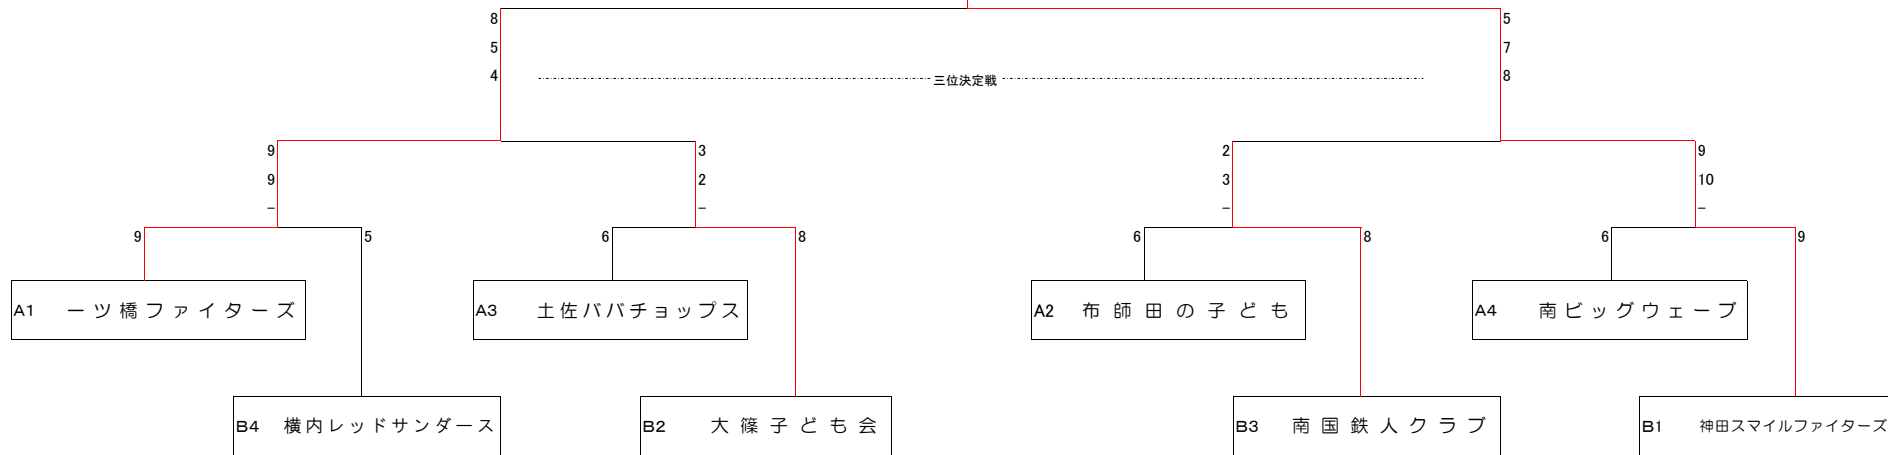 8 5
5 7
4 8
三位決定戦
9 3 2 9
9 2 3 10
- - - -
9 5 6 8 6 8 6 9
A1 一ツ橋ファイターズ
A3 土佐ババチョップス
A2 布師田の子ども
A4 南ビッグウェーブ
B4 横内レッドサンダース
B2 大篠子ども会
B3 南国鉄人クラブ
B1 神田スマイルファイターズ